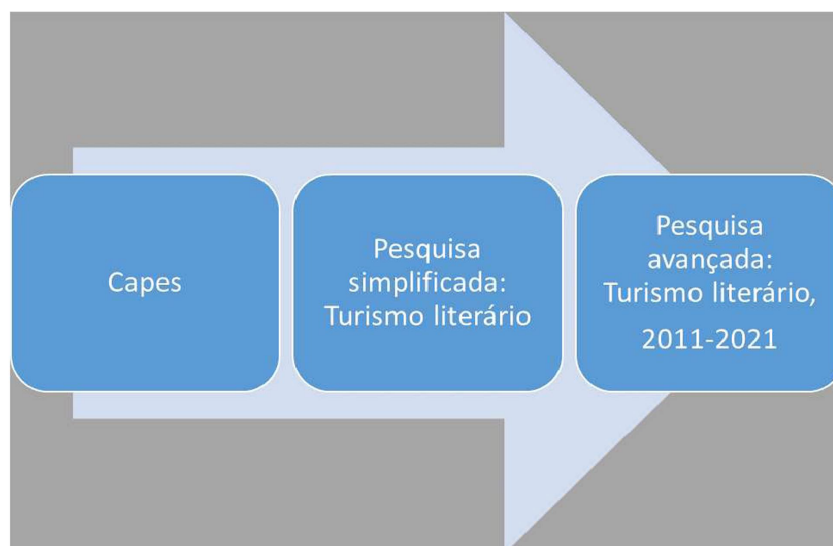 Capes
Pesquisa
simplificada:
Turismo literário
Pesquisa
avançada:
Turismo literário,
2011-2021